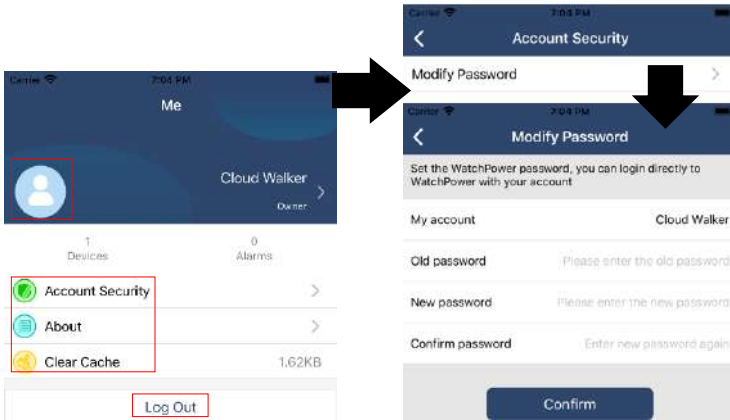 Carrier 7:04 PM
Me
Cloud Walker
Owner
1 0
Devices Alarms
Account Security
About
Clear Cache 1.62KB
Log Out
Carrier 7:04 PM
Account Security
Modify Password
Carrier 7:04 PM
Modify Password
Set the WatchPower password, you can login directly to
WatchPower with your account
My account Cloud Walker
Old password Please enter the old password
New password Please enter the new password
Confirm password Enter new password again
Confirm